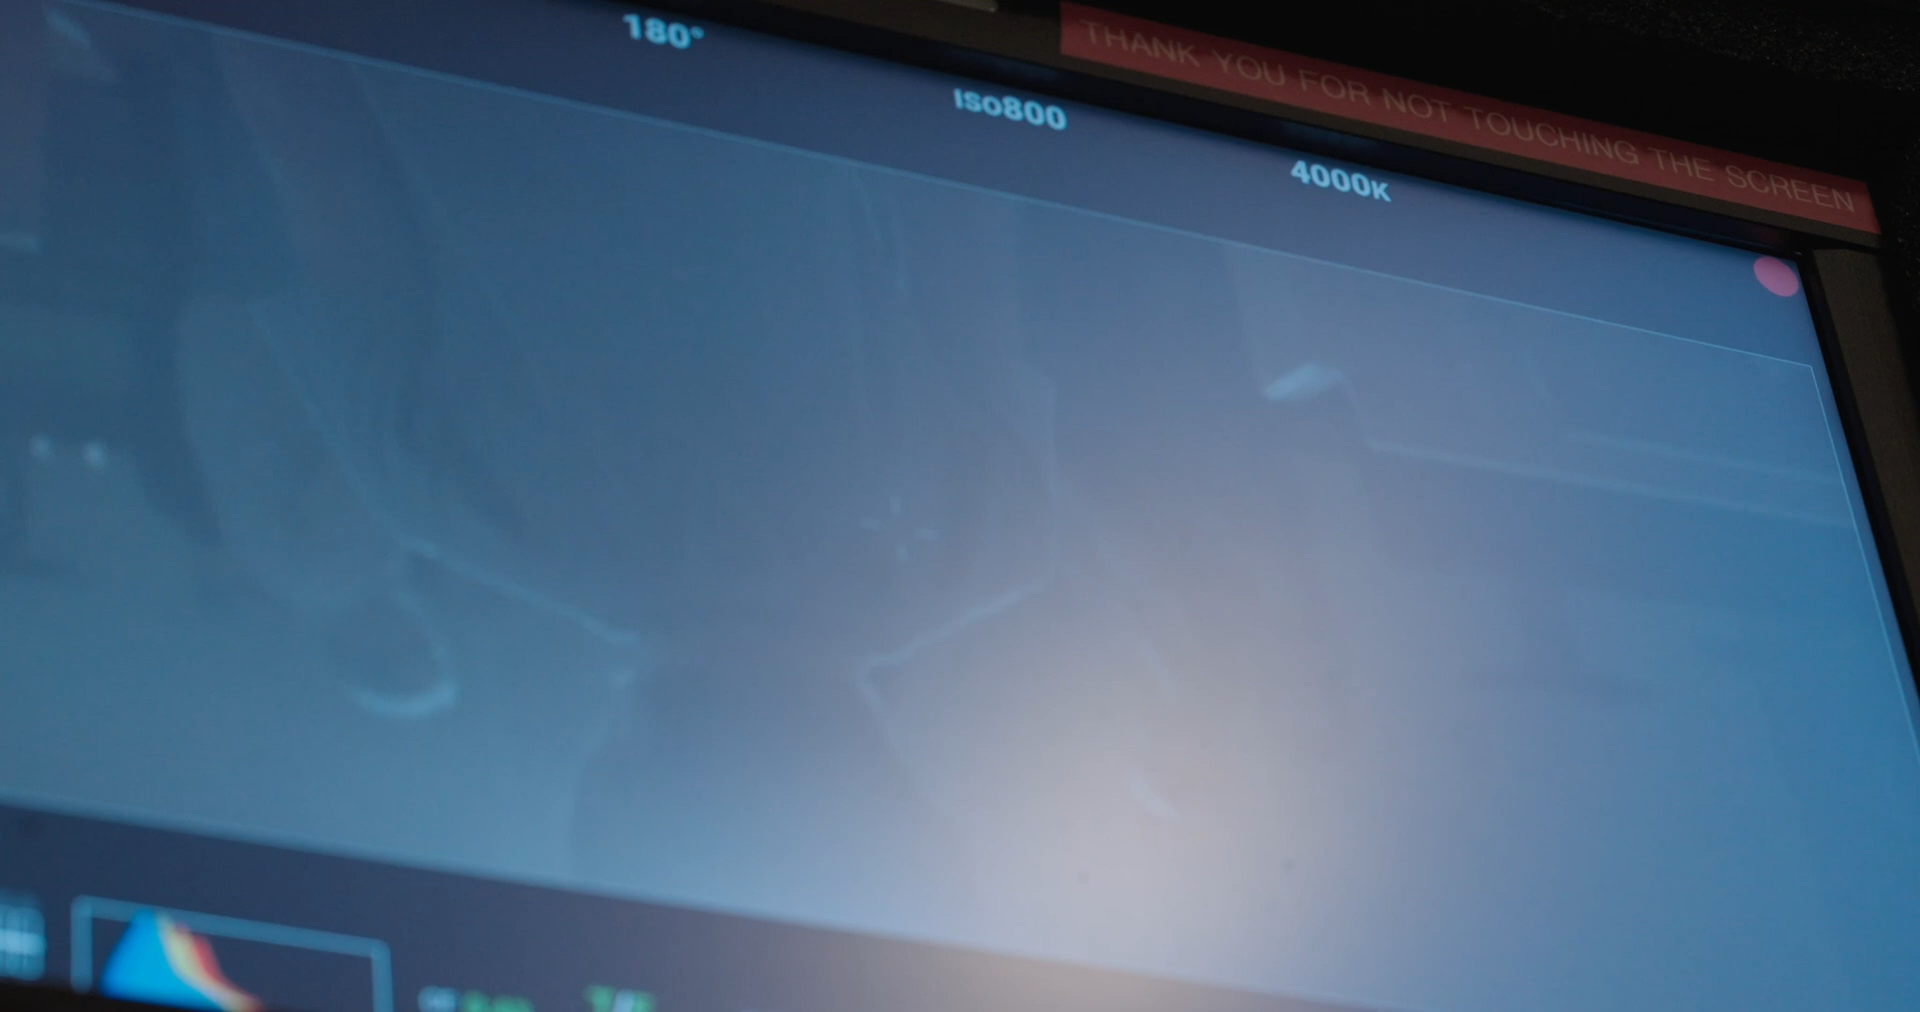 180°
ISO800
4000K
THANK YOU FOR NOT TOUCHING THE SCREEN